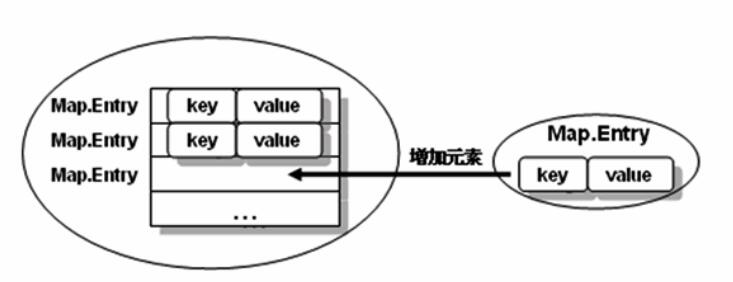 Map.Entry key value
Map.Entry key value
Map.Entry
...
增加元素
Map.Entry
key value